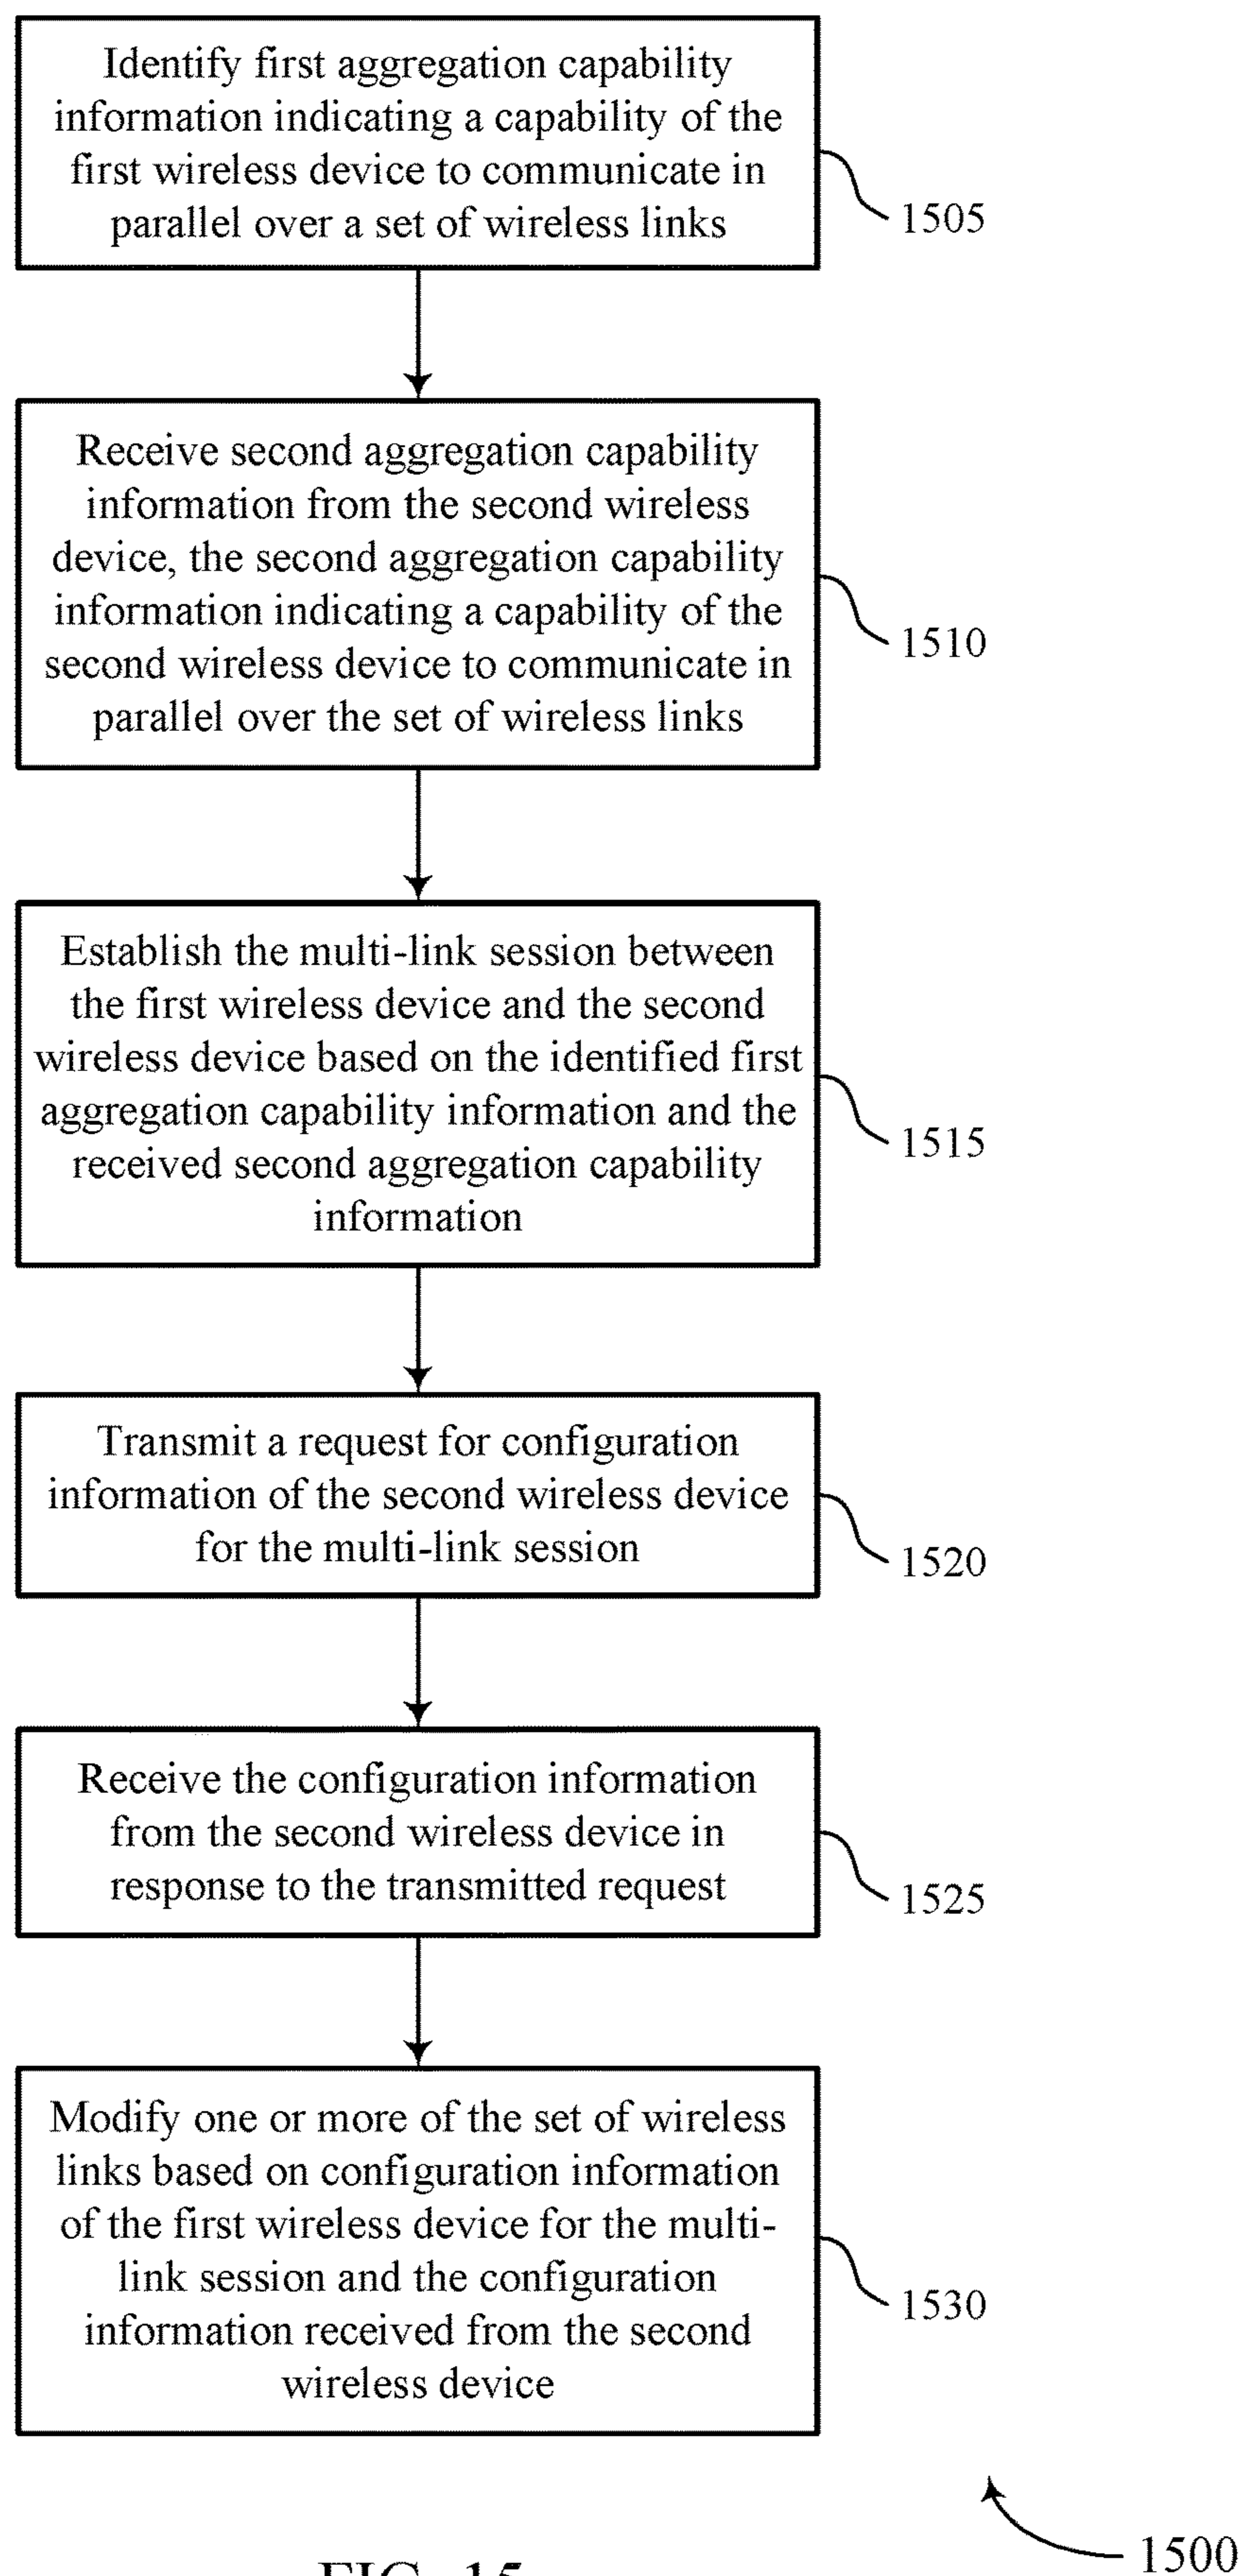 Identify first aggregation capability
information indicating a capability of the
first wireless device to communicate in
parallel over a set of wireless links
1505
Receive second aggregation capability
information from the second wireless
device, the second aggregation capability
information indicating a capability of the
second wireless device to communicate in
parallel over the set of wireless links
1510
Establish the multi-link session between
the first wireless device and the second
wireless device based on the identified first
aggregation capability information and the
received second aggregation capability
information
1515
Transmit a request for configuration
information of the second wireless device
for the multi-link session
1520
Receive the configuration information
from the second wireless device in
response to the transmitted request
1525
Modify one or more of the set of wireless
links based on configuration information
of the first wireless device for the multi-
link session and the configuration
information received from the second
wireless device
1530
1500
FIG. 15